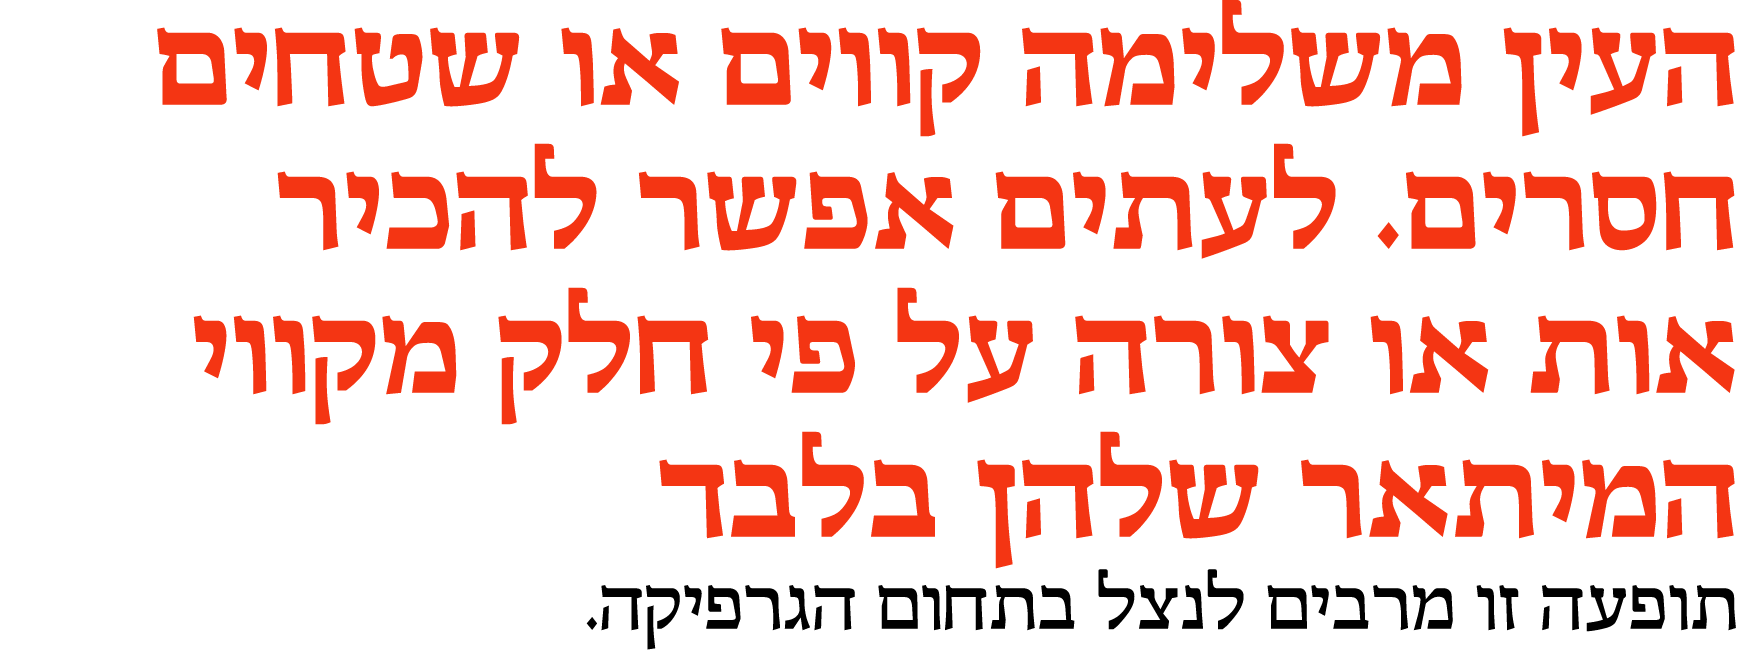 העין משלימה קווים או שטחים
חסרים. לעתים אפשר להכיר
אות או צורה על פי חלק מקווי
המיתאר שלהן בלבד
תופעה זו מרבים לנצל בתחום הגרפיקה.